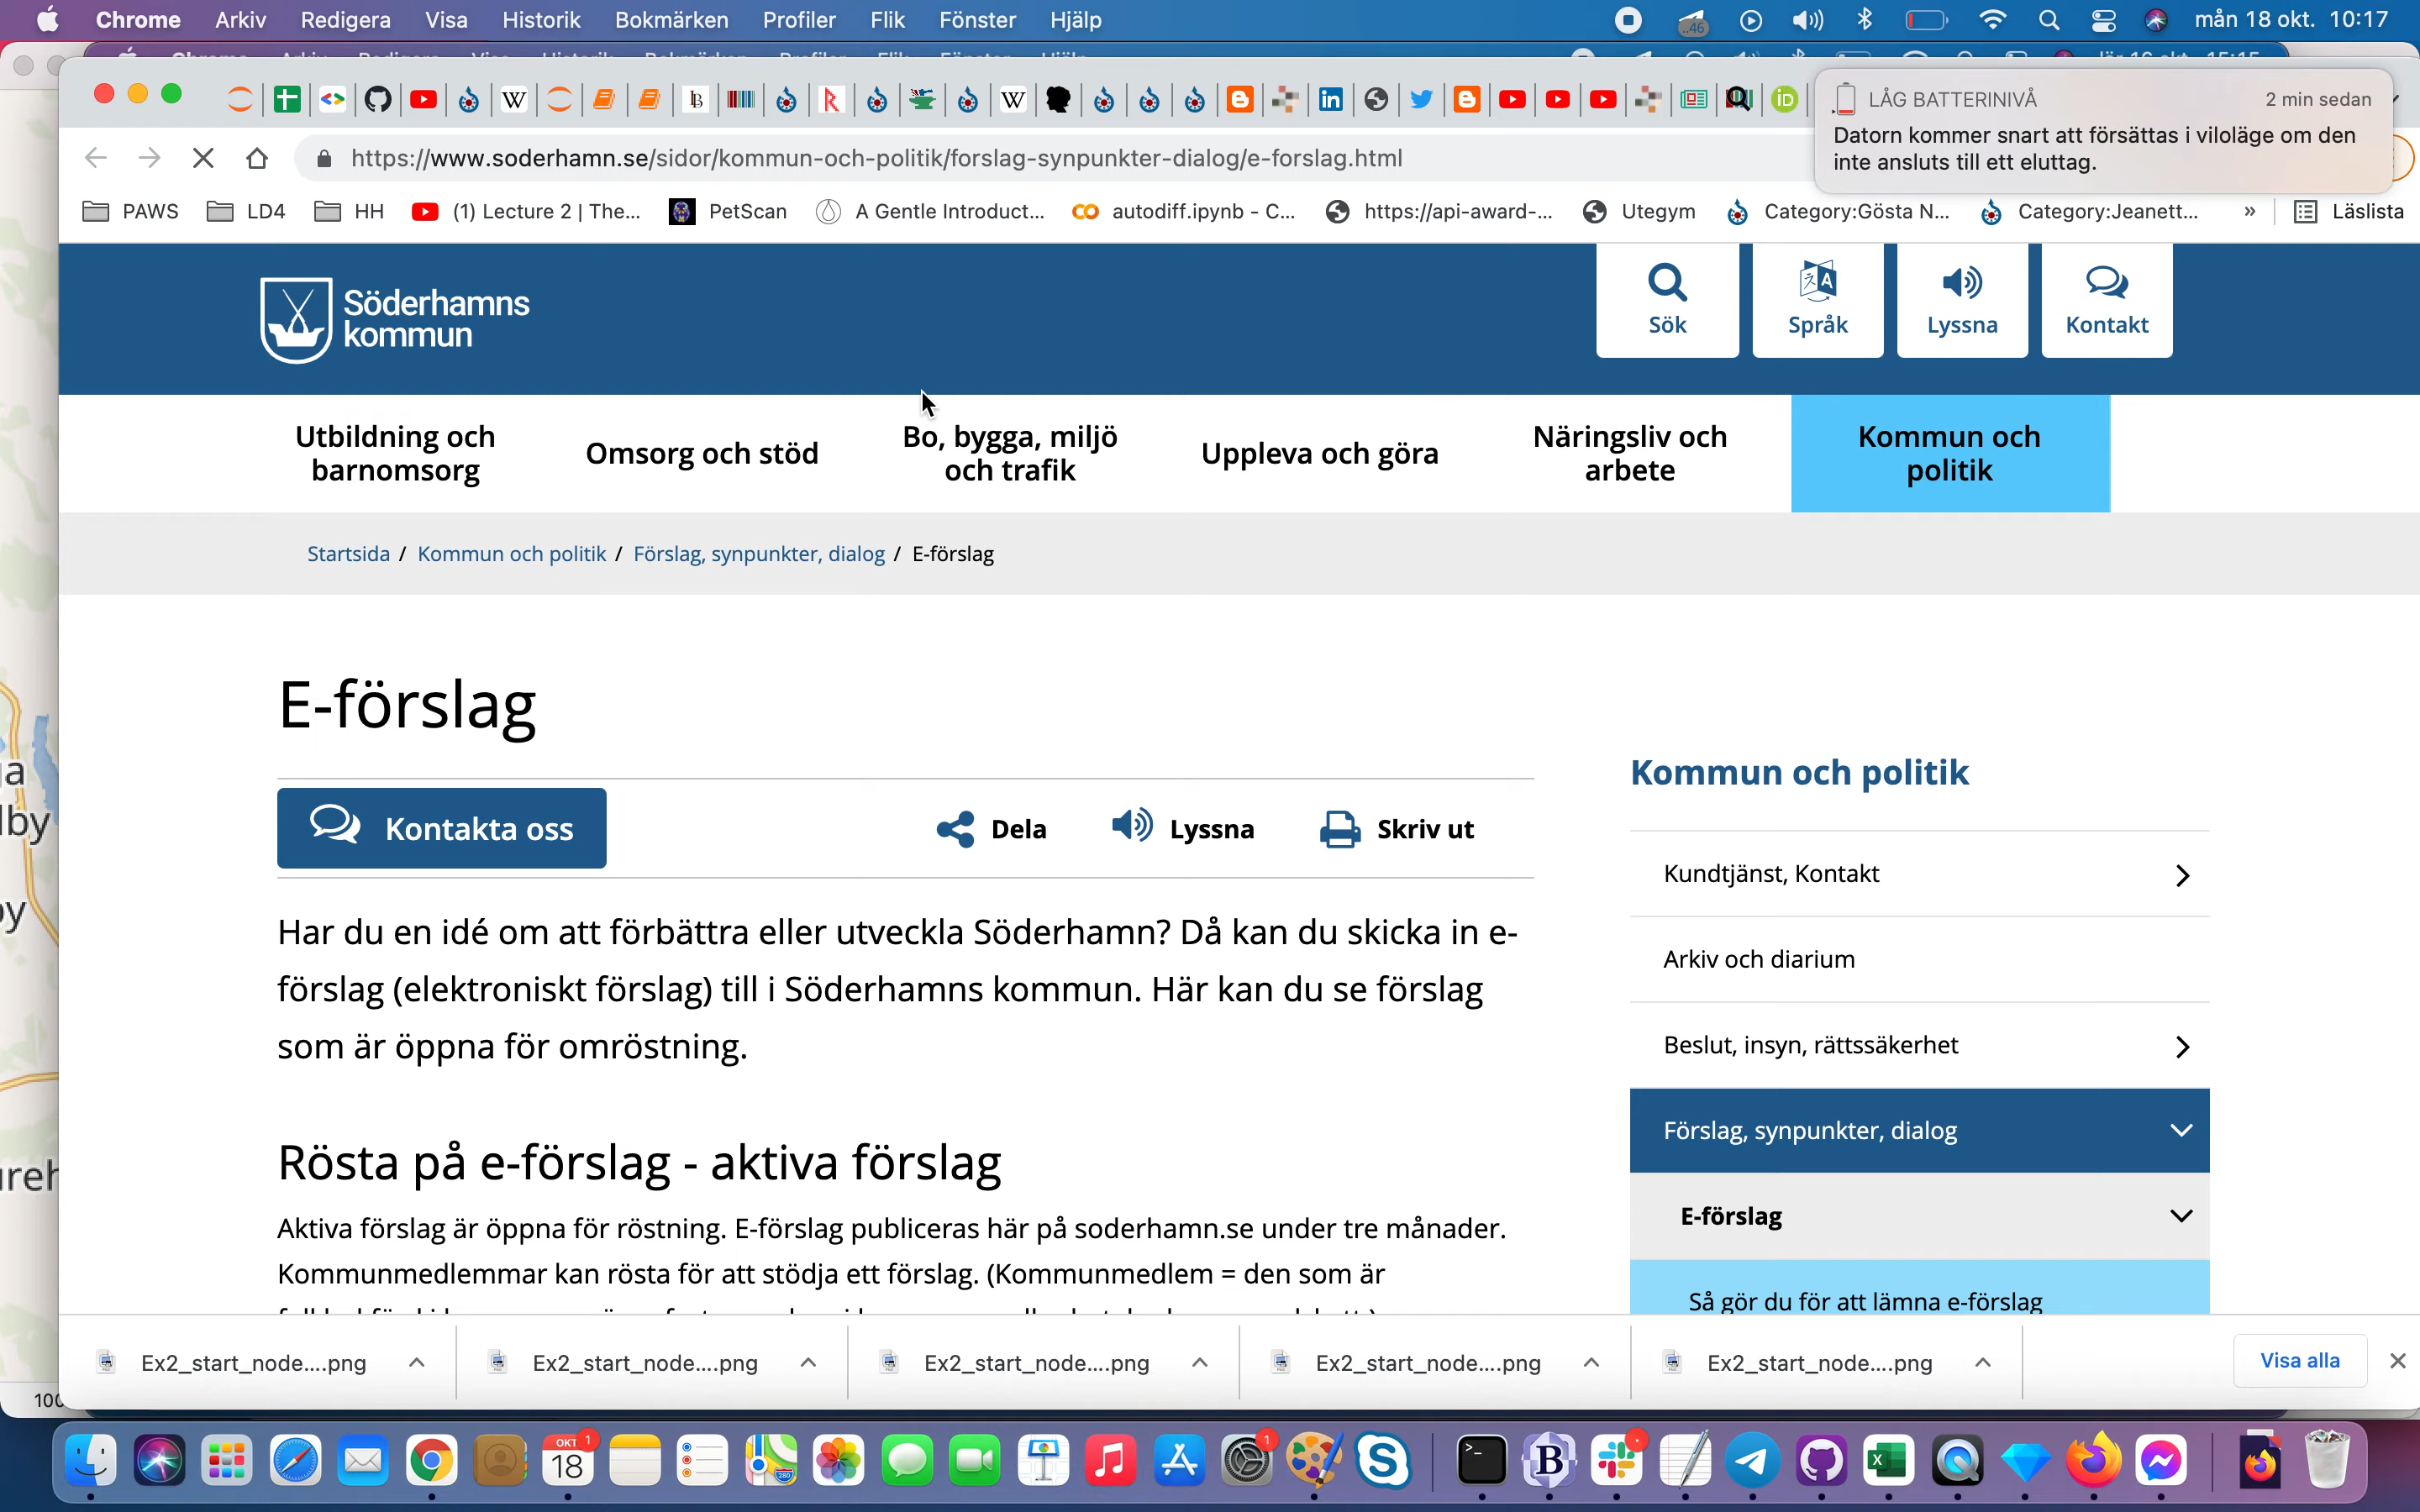 Chrome Arkiv Redigera Visa Historik Bokmärken Profiler Flik Fönster Hjälp
..46
mån 18 okt. 10:17
LÅG BATTERINIVÅ 2 min sedan
Datorn kommer snart att försättas i viloläge om den
inte ansluts till ett eluttag.
https://www.soderhamn.se/sidor/kommun-och-politik/forslag-synpunkter-dialog/e-forslag.html
PAWS LD4 HH (1) Lecture 2 | The... PetScan A Gentle Introduct... autodiff.ipynb - C... https://api-award-... Utegym Category:Gösta N... Category:Jeanett... » Läslista
Söderhamns
kommun
Sök Språk Lyssna Kontakt
Utbildning och
barnomsorg
Omsorg och stöd
Bo, bygga, miljö
och trafik
Uppleva och göra
Näringsliv och
arbete
Kommun och
politik
Startsida / Kommun och politik / Förslag, synpunkter, dialog / E-förslag
E-förslag
Kontakta oss Dela Lyssna Skriv ut
Har du en idé om att förbättra eller utveckla Söderhamn? Då kan du skicka in e-
förslag (elektroniskt förslag) till i Söderhamns kommun. Här kan du se förslag
som är öppna för omröstning.
Rösta på e-förslag - aktiva förslag
Aktiva förslag är öppna för röstning. E-förslag publiceras här på soderhamn.se under tre månader.
Kommunmedlemmar kan rösta för att stödja ett förslag. (Kommunmedlem = den som är
Kommun och politik
Kundtjänst, Kontakt
Arkiv och diarium
Beslut, insyn, rättssäkerhet
Förslag, synpunkter, dialog
E-förslag
Så gör du för att lämna e-förslag
Ex2_start_node....png Ex2_start_node....png Ex2_start_node....png Ex2_start_node....png Ex2_start_node....png Visa alla
OKT 1
18
1